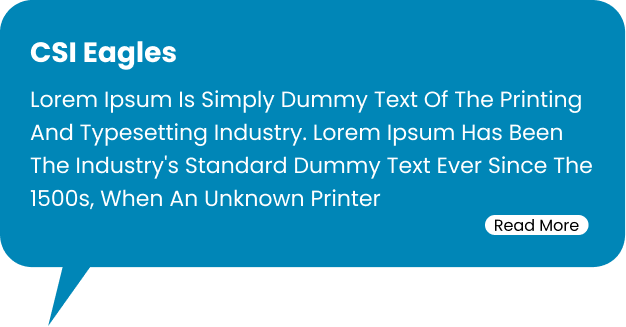 CSI Eagles
Lorem Ipsum Is Simply Dummy Text Of The Printing
And Typesetting Industry. Lorem Ipsum Has Been
The Industry's Standard Dummy Text Ever Since The
1500s, When An Unknown Printer
Read More